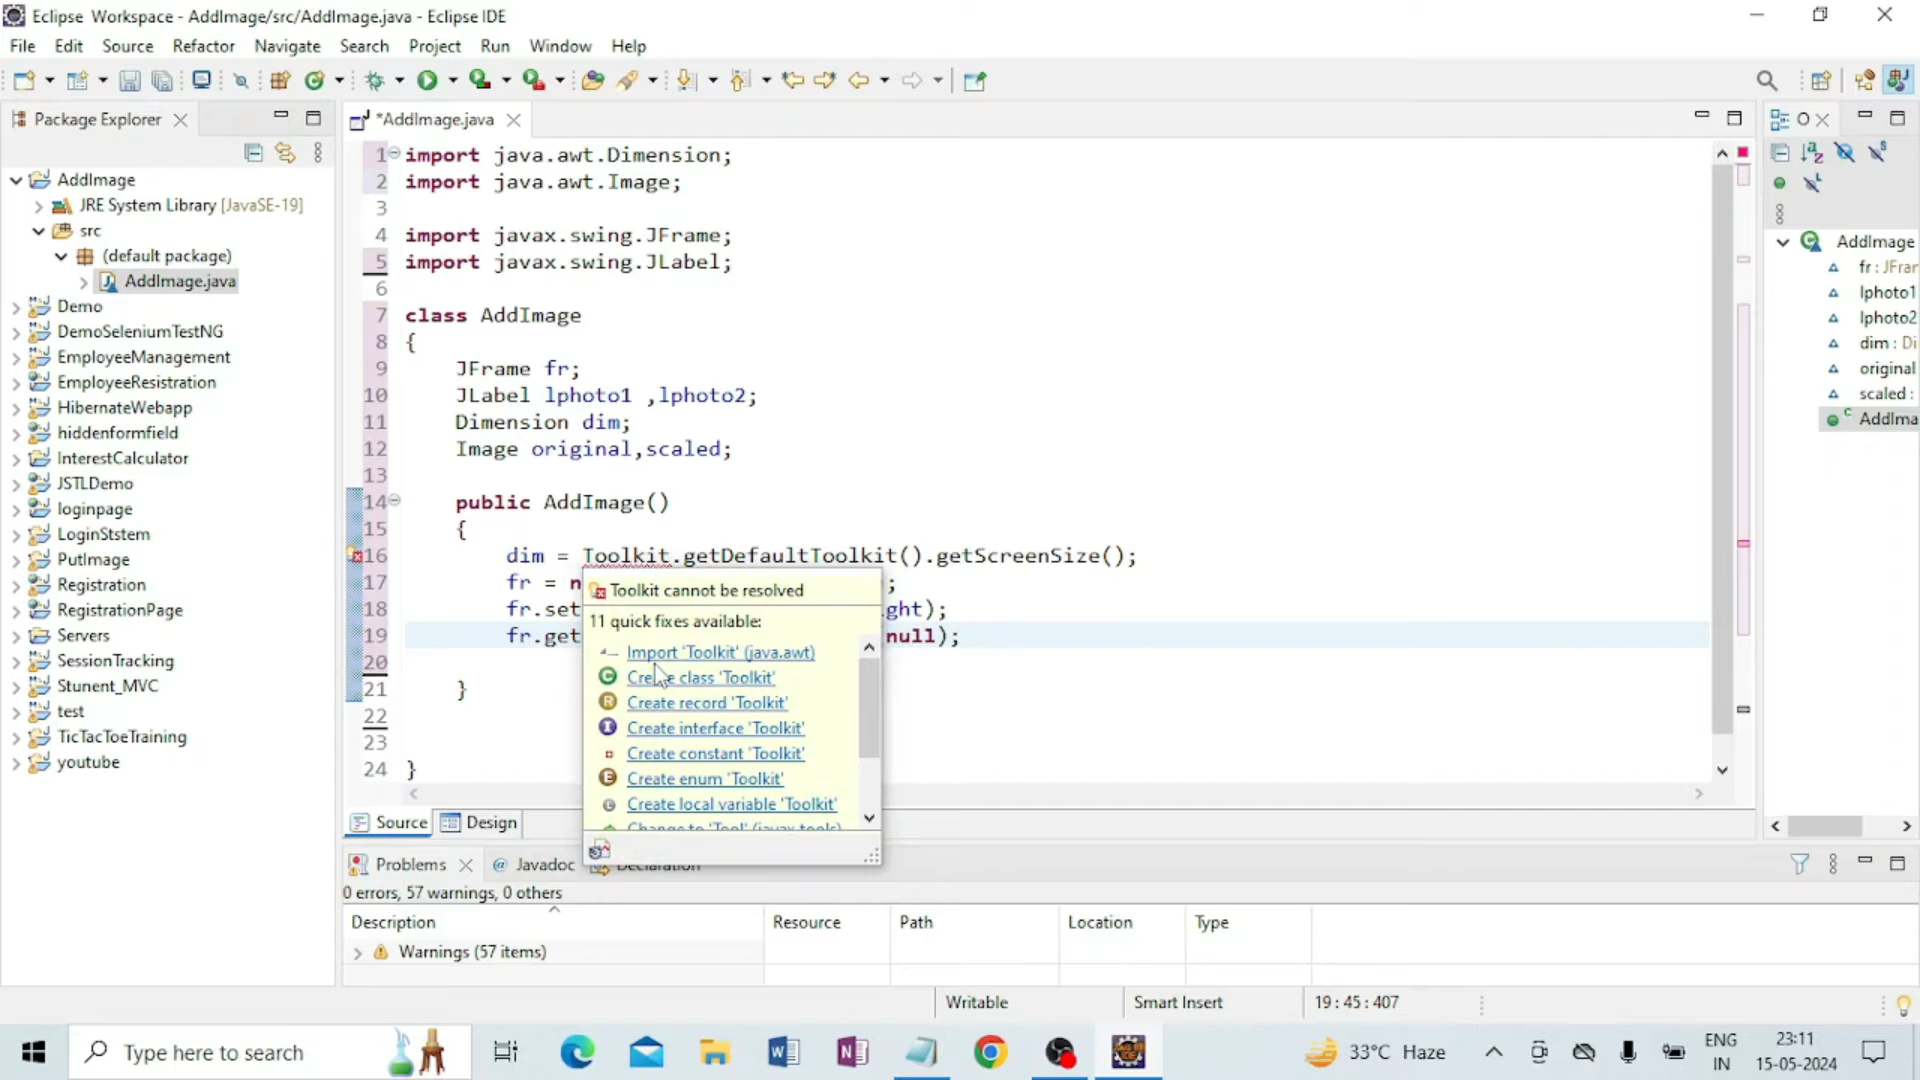 Eclipse Workspace - AddImage/src/AddImage.java - Eclipse IDE
File Edit Source Refactor Navigate Search Project Run Window Help
Package Explorer
*AddImage.java
AddImage
JRE System Library [JavaSE-19]
src
(default package)
AddImage.java
Demo
DemoSeleniumTestNG
EmployeeManagement
EmployeeResistration
HibernateWebapp
hiddenformfield
InterestCalculator
JSTLDemo
loginpage
LoginStstem
PutImage
Registration
RegistrationPage
Servers
SessionTracking
Stunent_MVC
test
TicTacToeTraining
youtube
1 import java.awt.Dimension;
2 import java.awt.Image;
3
4 import javax.swing.JFrame;
5 import javax.swing.JLabel;
6
7 class AddImage
8 {
9 JFrame fr;
10 JLabel lphoto1 ,lphoto2;
11 Dimension dim;
12 Image original,scaled;
13
14 public AddImage()
15 {
16 dim = Toolkit.getDefaultToolkit().getScreenSize();
17 fr = n ;
18 fr.set ght);
19 fr.get null);
20
21 }
22
23
24 }
Toolkit cannot be resolved
11 quick fixes available:
Import 'Toolkit' (java.awt)
Create class 'Toolkit'
Create record 'Toolkit'
Create interface 'Toolkit'
Create constant 'Toolkit'
Create enum 'Toolkit'
Create local variable 'Toolkit'
Change to 'Tool' (javax.tools)
O
AddImage
fr : JFrar
lphoto1
lphoto2
dim : Di
original
scaled :
AddIma
Source Design
Problems Javadoc Declaration
0 errors, 57 warnings, 0 others
Description Resource Path Location Type
Warnings (57 items)
Writable Smart Insert 19 : 45 : 407
Type here to search
33°C Haze
ENG
IN
23:11
15-05-2024